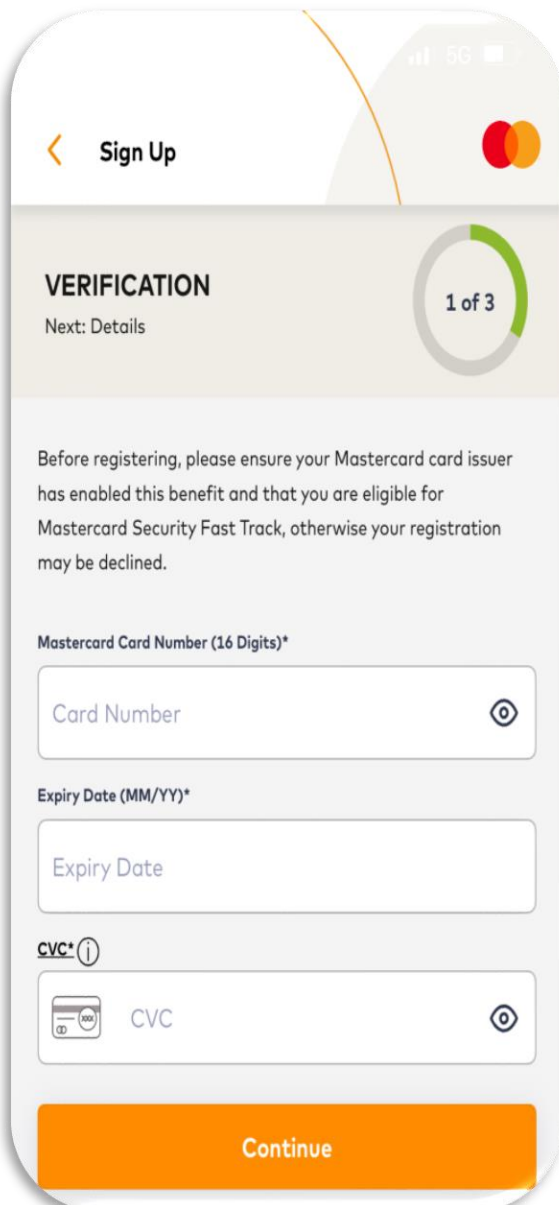 5G
Sign Up
VERIFICATION
Next: Details
1 of 3
Before registering, please ensure your Mastercard card issuer
has enabled this benefit and that you are eligible for
Mastercard Security Fast Track, otherwise your registration
may be declined.
Mastercard Card Number (16 Digits)*
Card Number
Expiry Date (MM/YY)*
Expiry Date
CVC*
XXX CVC
Continue